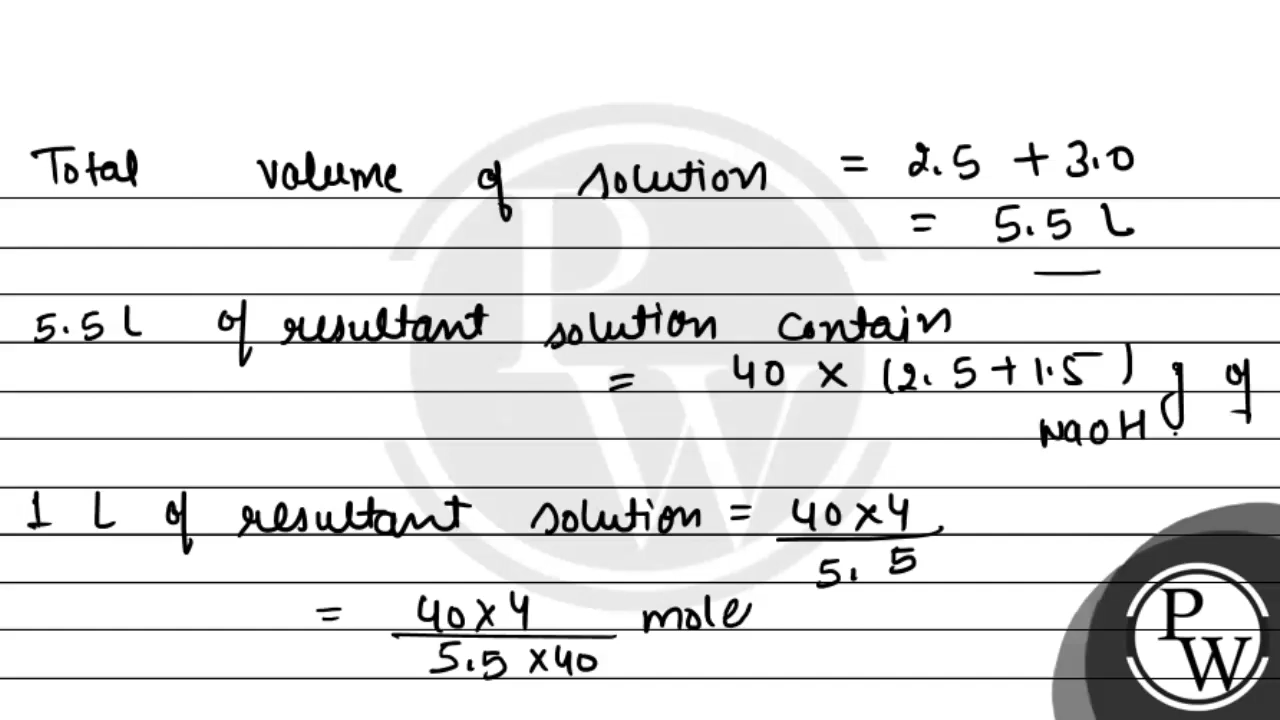 Total volume of solution = 2.5 + 3.0
= 5.5 L
5.5 L of resultant solution contain
= 40 × (2.5 + 1.5) g of
NaOH
1 L of resultant solution = 40 × 4 / 5.5
= 40 × 4 / 5.5 × 40 mole
PW